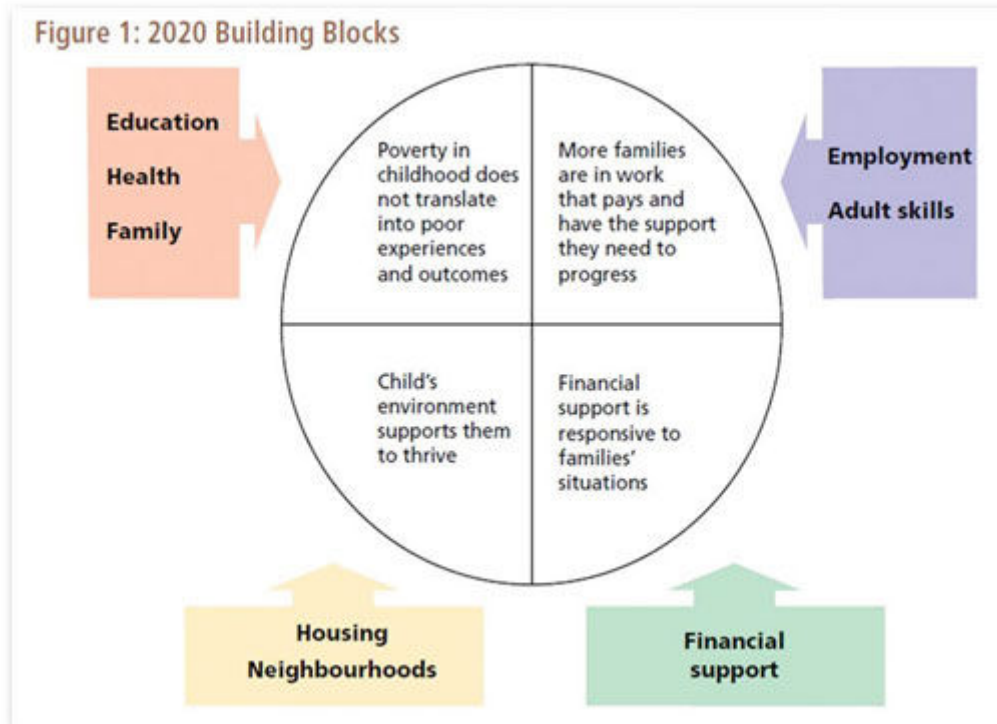 Figure 1: 2020 Building Blocks
Education
Health
Family
Poverty in
childhood does
not translate
into poor
experiences
and outcomes
More families
are in work
that pays and
have the support
they need to
progress
Employment
Adult skills
Child's
environment
supports them
to thrive
Financial
support is
responsive to
families'
situations
Housing
Neighbourhoods
Financial
support